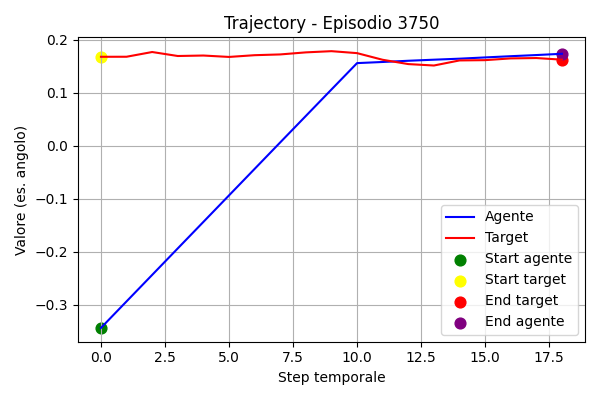 Trajectory - Episodio 3750
Valore (es. angolo)
0.2
0.1
0.0
−0.1
−0.2
−0.3
0.0
2.5
5.0
7.5
10.0
12.5
15.0
17.5
Step temporale
Agente
Target
Start agente
Start target
End target
End agente